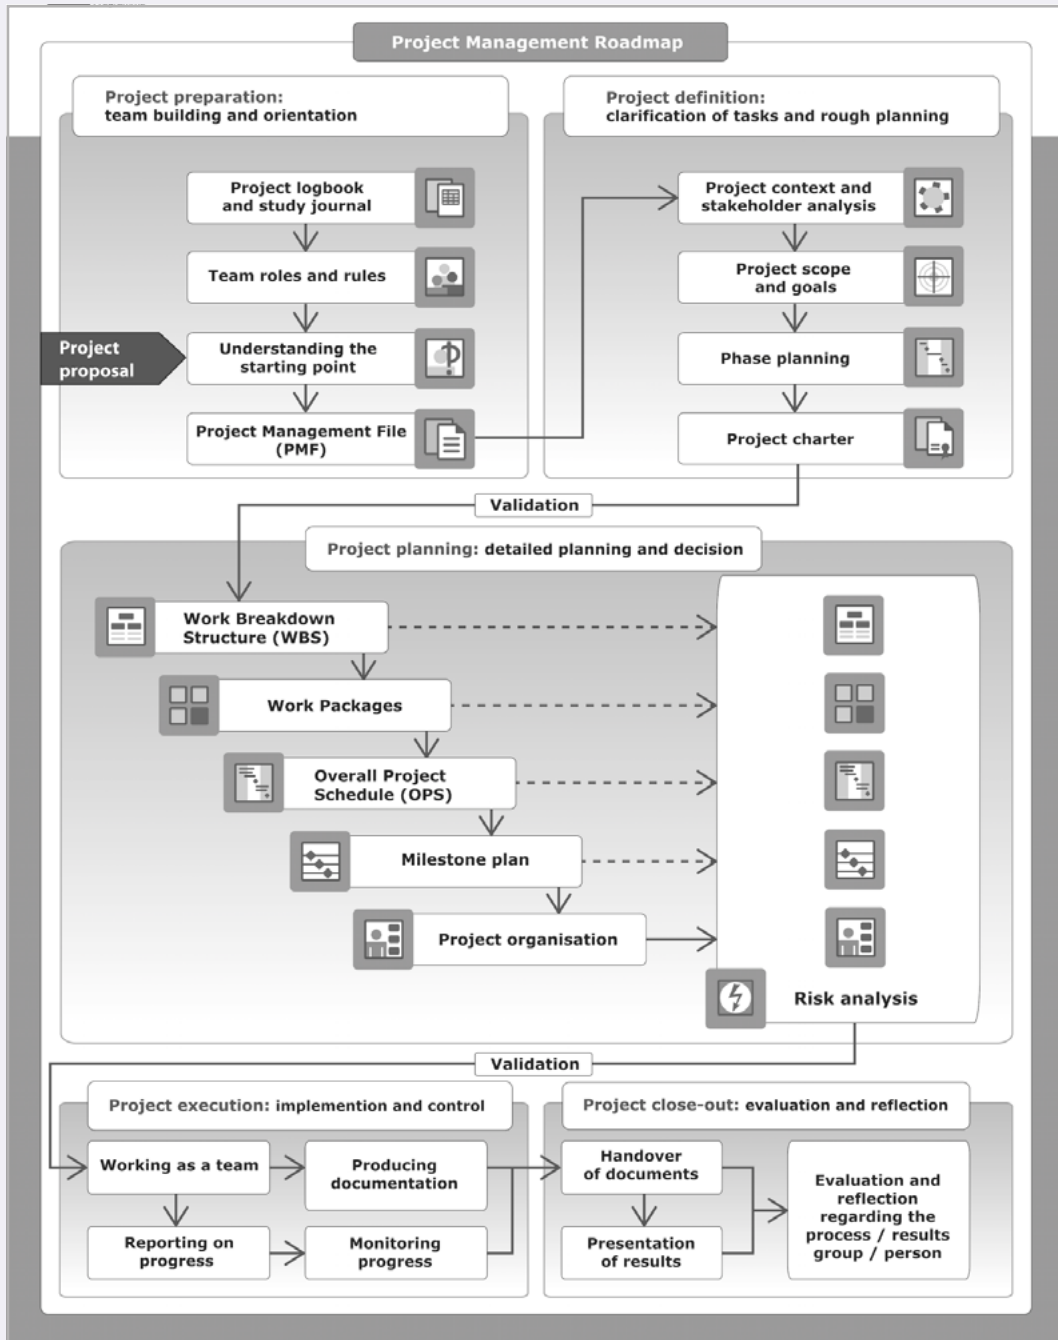 Project Management Roadmap
Project preparation:
team building and orientation
Project logbook
and study journal
Team roles and rules
Project
proposal
Understanding the
starting point
Project Management File
(PMF)
Project definition:
clarification of tasks and rough planning
Project context and
stakeholder analysis
Project scope
and goals
Phase planning
Project charter
Validation
Project planning: detailed planning and decision
Work Breakdown
Structure (WBS)
Work Packages
Overall Project
Schedule (OPS)
Milestone plan
Project organisation
Risk analysis
Validation
Project execution: implemention and control
Working as a team
Producing
documentation
Reporting on
progress
Monitoring
progress
Project close-out: evaluation and reflection
Handover
of documents
Presentation
of results
Evaluation and
reflection
regarding the
process / results
group / person